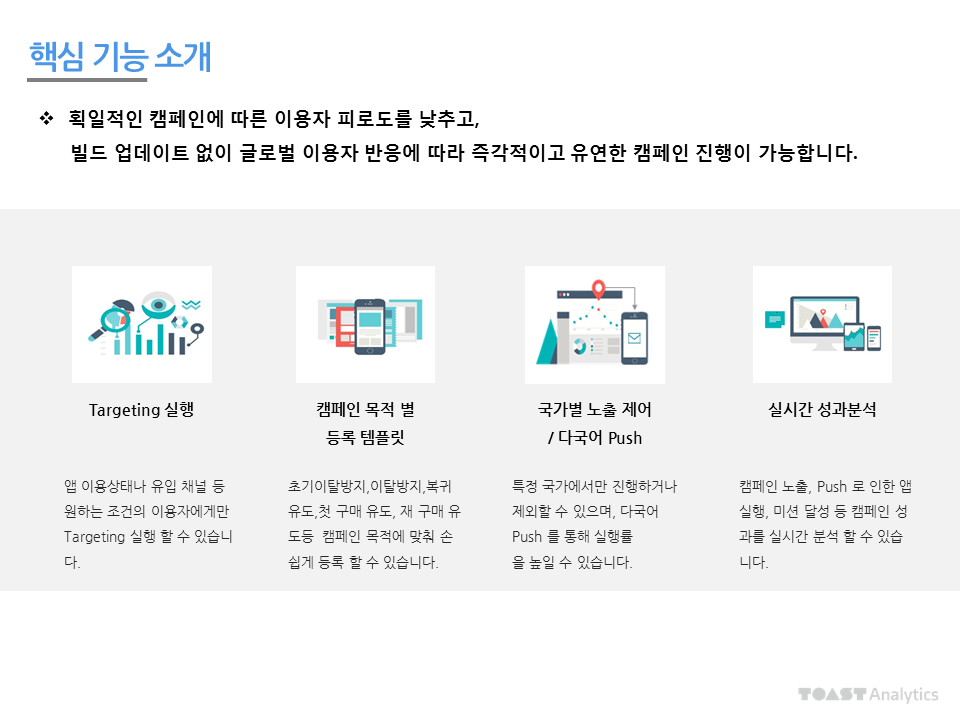 핵심 기능 소개
❖ 획일적인 캠페인에 따른 이용자 피로도를 낮추고,
빌드 업데이트 없이 글로벌 이용자 반응에 따라 즉각적이고 유연한 캠페인 진행이 가능합니다.
Targeting 실행
앱 이용상태나 유입 채널 등
원하는 조건의 이용자에게만
Targeting 실행 할 수 있습니
다.
캠페인 목적 별
등록 템플릿
초기이탈방지,이탈방지,복귀
유도,첫 구매 유도, 재 구매 유
도등 캠페인 목적에 맞춰 손
쉽게 등록 할 수 있습니다.
국가별 노출 제어
/ 다국어 Push
특정 국가에서만 진행하거나
제외할 수 있으며, 다국어
Push 를 통해 실행률
을 높일 수 있습니다.
실시간 성과분석
캠페인 노출, Push 로 인한 앱
실행, 미션 달성 등 캠페인 성
과를 실시간 분석 할 수 있습
니다.
TOAST Analytics